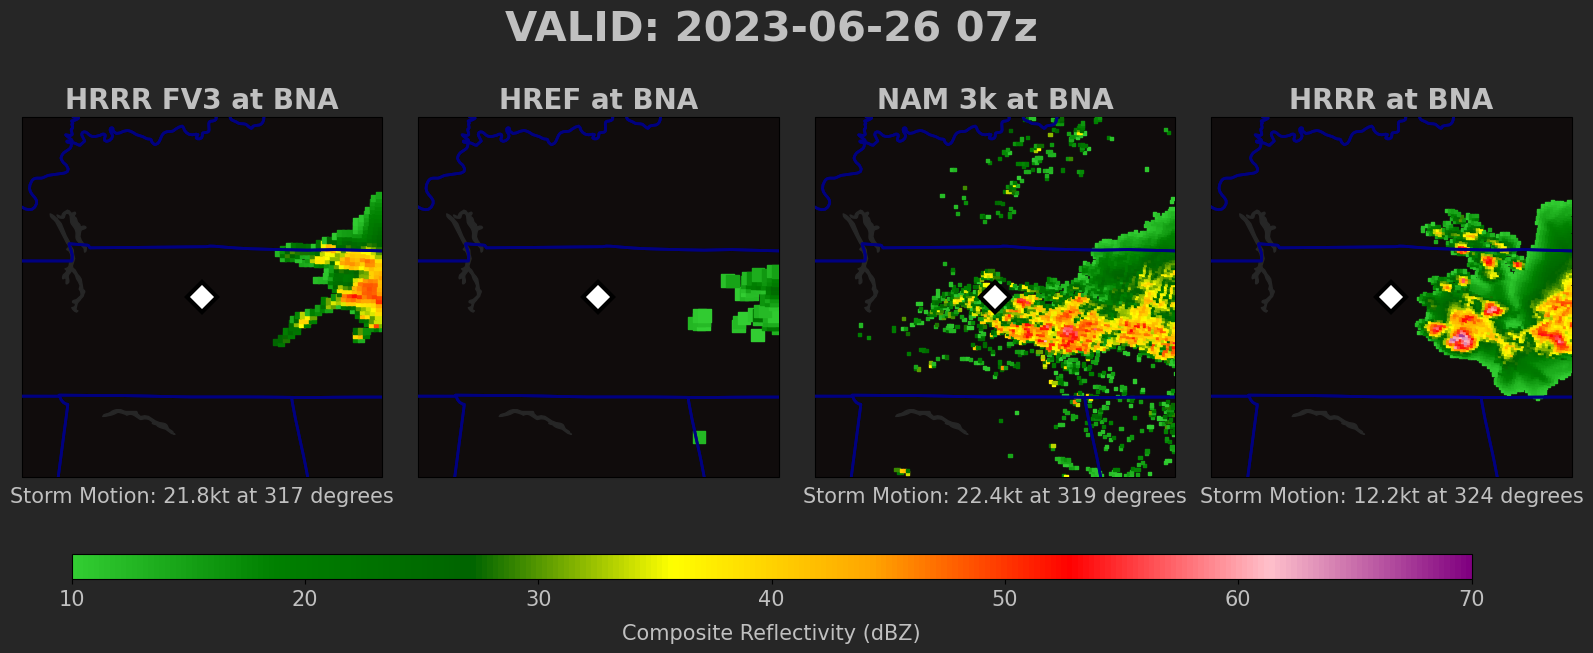 VALID: 2023-06-26 07z
HRRR FV3 at BNA
HREF at BNA
NAM 3k at BNA
HRRR at BNA
Storm Motion: 21.8kt at 317 degrees
Storm Motion: 22.4kt at 319 degrees
Storm Motion: 12.2kt at 324 degrees
10 20 30 40 50 60 70
Composite Reflectivity (dBZ)